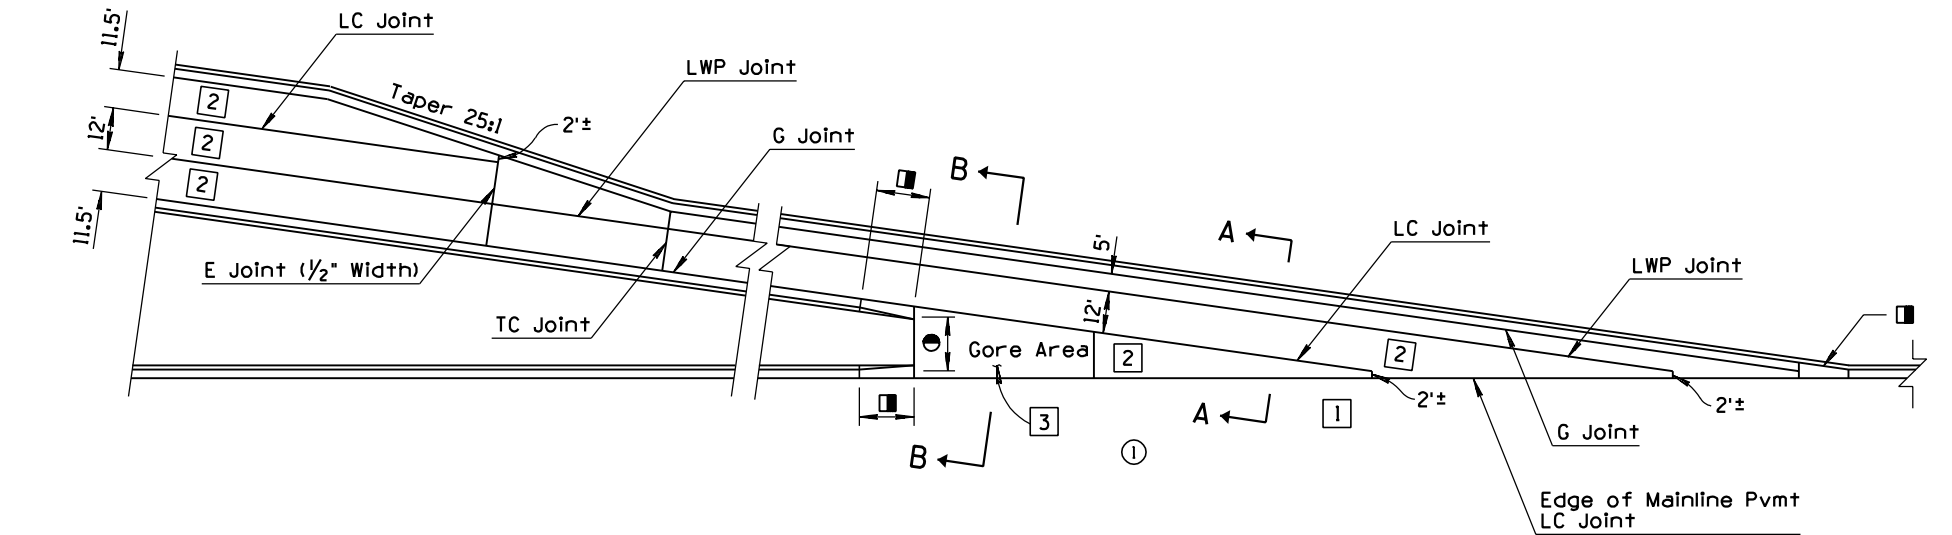 11.5'
LC Joint
LWP Joint
Taper 25:1
2
12'
2
2'±
G Joint
2
B
11.5'
A
LC Joint
5'
LWP Joint
E Joint (1/2" Width)
12'
TC Joint
Gore Area
2
2
2'±
2'±
3
A
1
G Joint
B
1
Edge of Mainline Pvmt
LC Joint